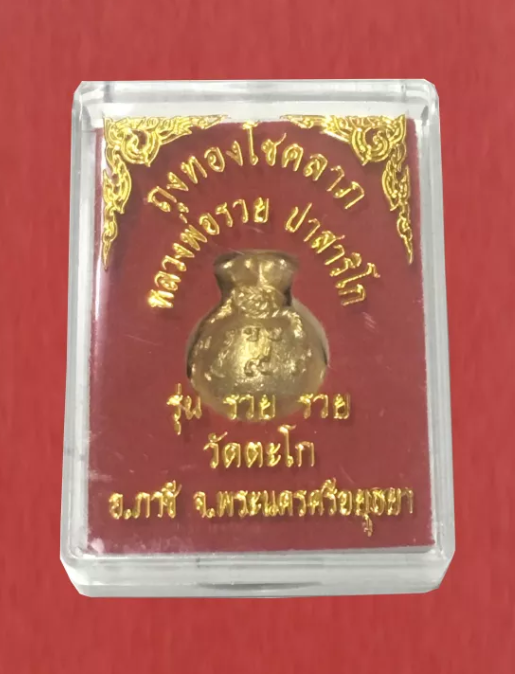 ถุงทองโชคลาภ
หลวงพ่อรวย ปาสาทิโก
รุ่น รวย รวย
วัดตะโก
อ.ภาชี จ.พระนครศรีอยุธยา